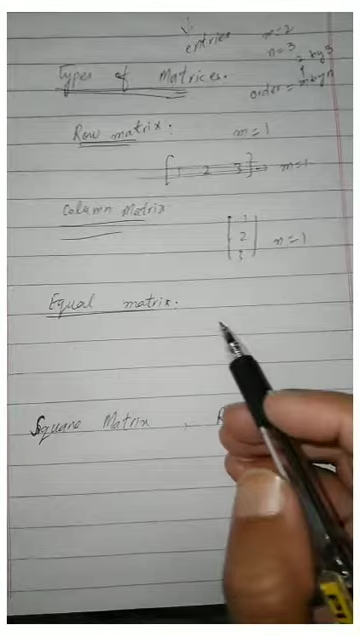 entries m=2
n=3
2 by 3
Types of Matrices.
order = m by n
Row matrix: m=1
[1 2 3] → m=1
Column Matrix
[1
2
3] n=1
Equal matrix.
Square Matrix , R